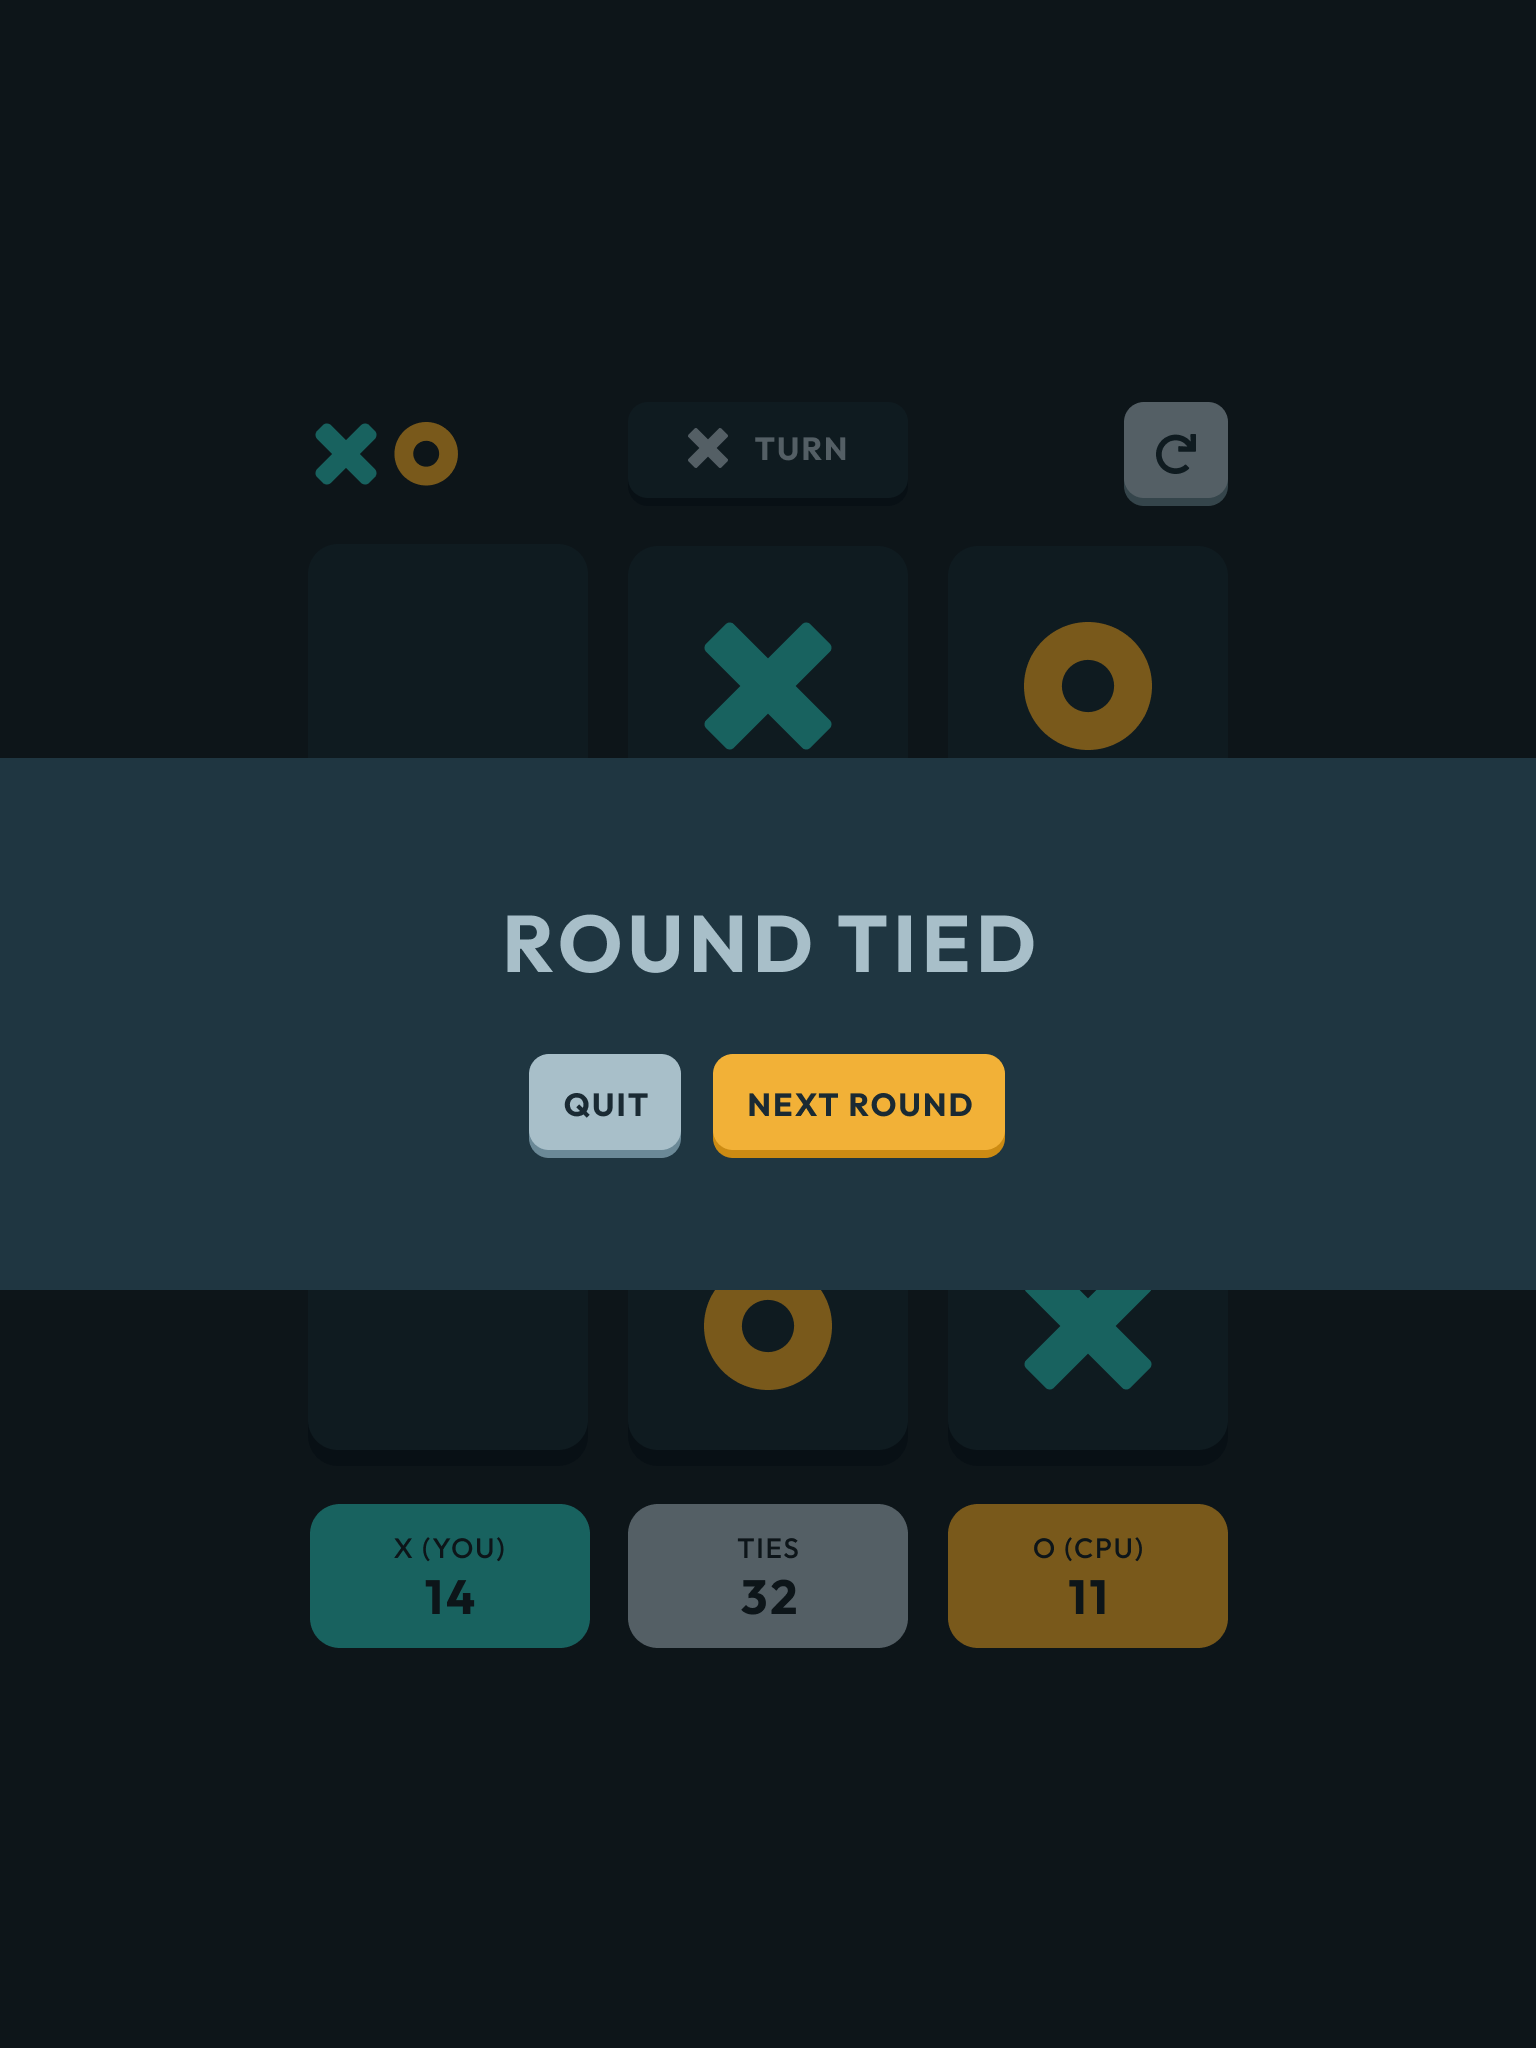 TURN
ROUND TIED
QUIT
NEXT ROUND
X (YOU)
14
TIES
32
O (CPU)
11